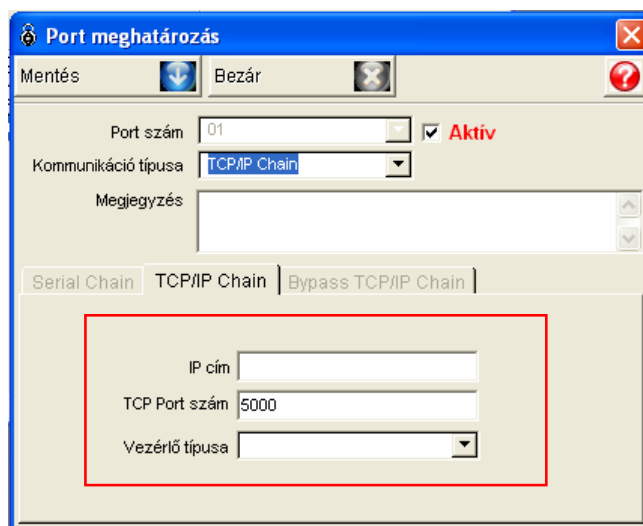 Port meghatározás
Mentés Bezár
Port szám 01 Aktív
Kommunikáció típusa TCP/IP Chain
Megjegyzés
Serial Chain TCP/IP Chain Bypass TCP/IP Chain
IP cím
TCP Port szám 5000
Vezérlő típusa